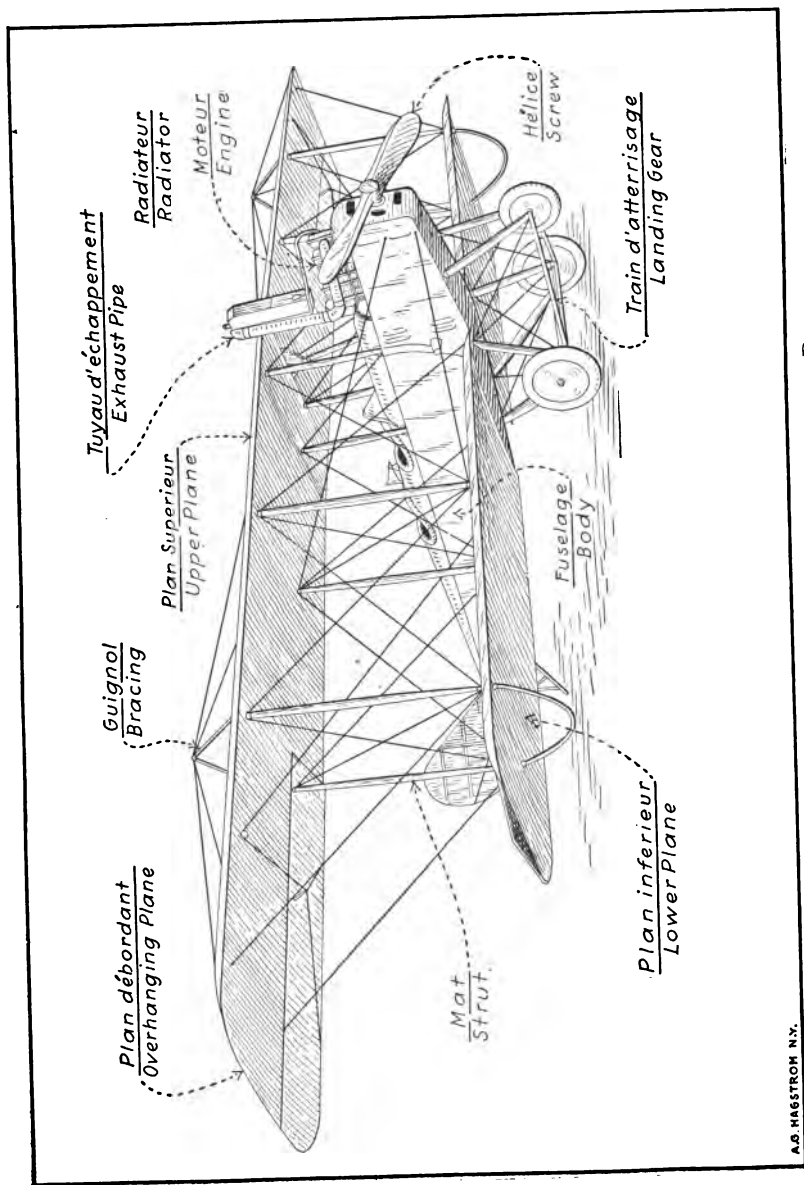 Plan débordant
Overhanging Plane
Guignol
Bracing
Plan Superieur
Upper Plane
Tuyau d'échappement
Exhaust Pipe
Radiateur
Radiator
Moteur
Engine
Mat
Strut.
Fuselage
Body
Hélice
Screw
Plan inferieur
Lower Plane
Train d'atterrisage
Landing Gear
A.G. HAGSTROM N.Y.